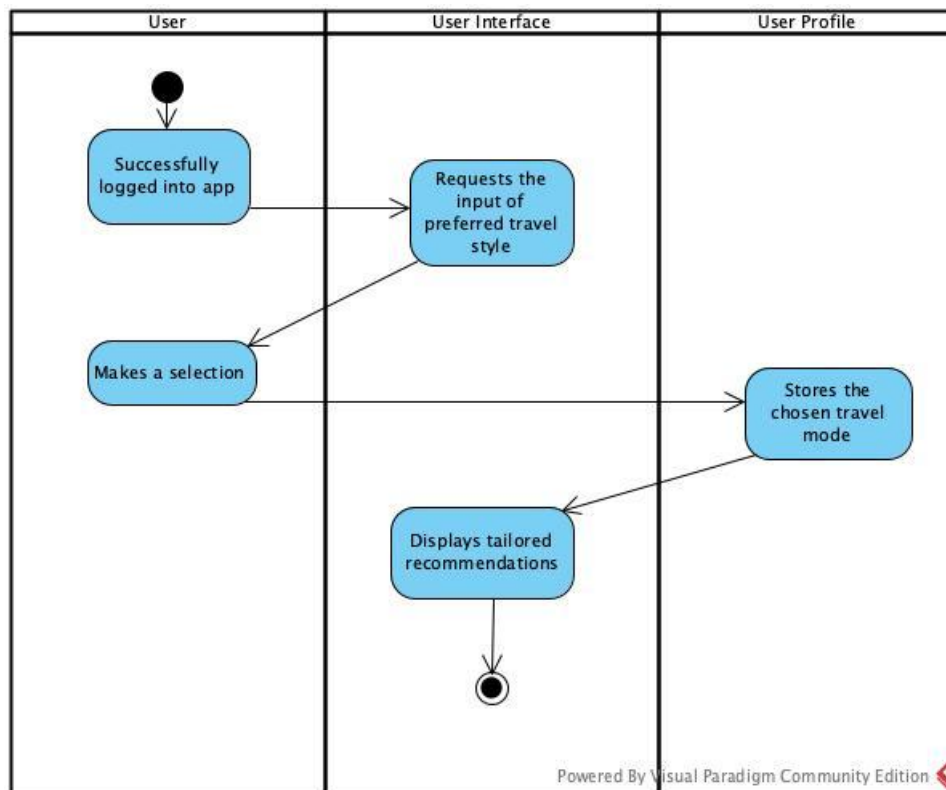 User
User Interface
User Profile
Successfully
logged into app
Requests the
input of
preferred travel
style
Makes a selection
Stores the
chosen travel
mode
Displays tailored
recommendations
Powered By Visual Paradigm Community Edition